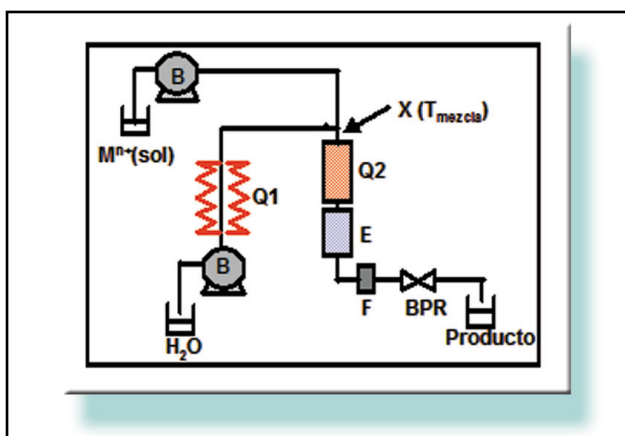 B
X (Tmezcla)
Mn+(sol)
Q1
Q2
E
B
F
BPR
H2O
Producto